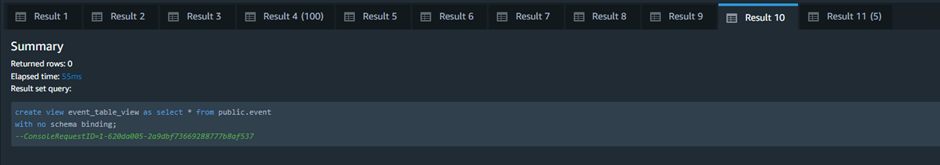 Result 1 Result 2 Result 3 Result 4 (100) Result 5 Result 6 Result 7 Result 8 Result 9 Result 10 Result 11 (5)
Summary
Returned rows: 0
Elapsed time: 55ms
Result set query:
create view event_table_view as select * from public.event
with no schema binding;
--ConsoleRequestID=1-620da005-2a9dbf73669288777b8af537